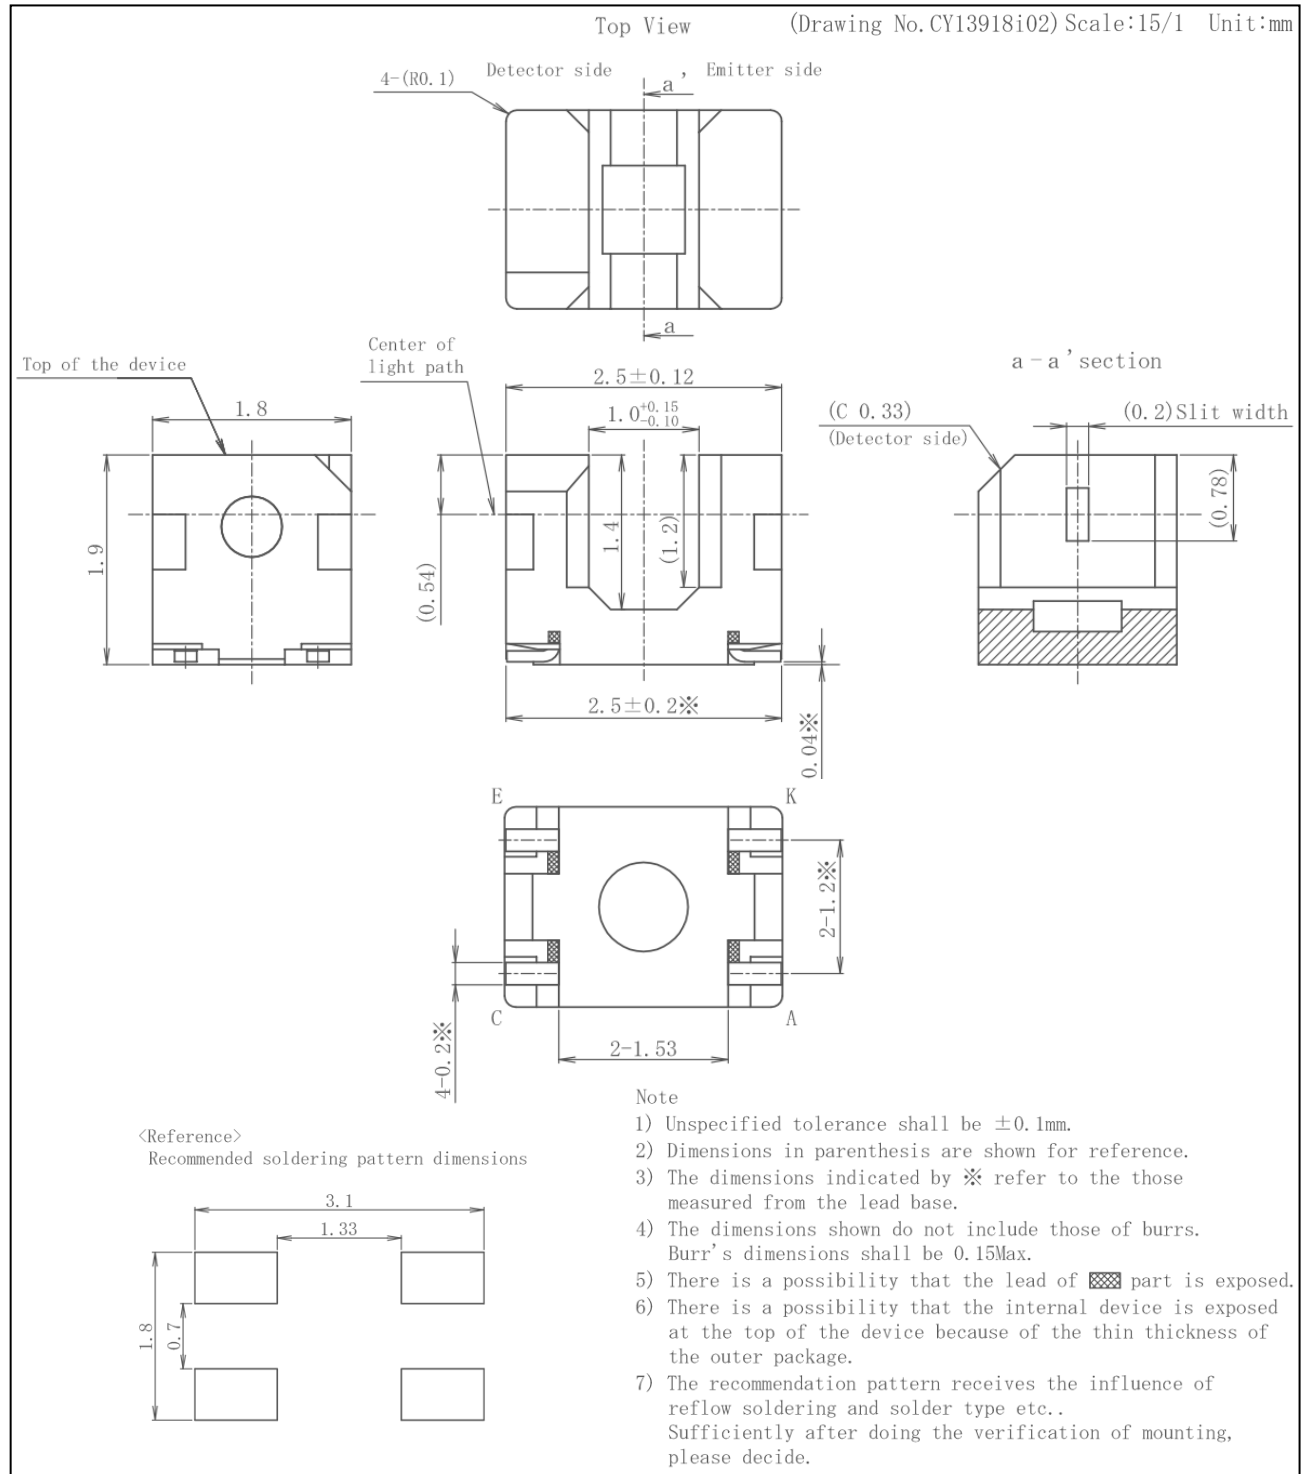 Top View
(Drawing No.CY13918i02) Scale:15/1 Unit:mm
4-(R0.1)
Detector side
a'
Emitter side
a
Top of the device
Center of
light path
a-a' section
1.8
2.5±0.12
1.0+0.15 -0.10
(C 0.33)
(Detector side)
(0.2)Slit width
1.9
(0.54)
1.4
(1.2)
(0.78)
2.5±0.2※
0.04※
E
K
2-1.2※
C
A
4-0.2※
2-1.53
<Reference>
Recommended soldering pattern dimensions
3.1
1.33
1.8
0.7
Note
1) Unspecified tolerance shall be ±0.1mm.
2) Dimensions in parenthesis are shown for reference.
3) The dimensions indicated by ※ refer to the those
measured from the lead base.
4) The dimensions shown do not include those of burrs.
Burr's dimensions shall be 0.15Max.
5) There is a possibility that the lead of part is exposed.
6) There is a possibility that the internal device is exposed
at the top of the device because of the thin thickness of
the outer package.
7) The recommendation pattern receives the influence of
reflow soldering and solder type etc..
Sufficiently after doing the verification of mounting,
please decide.